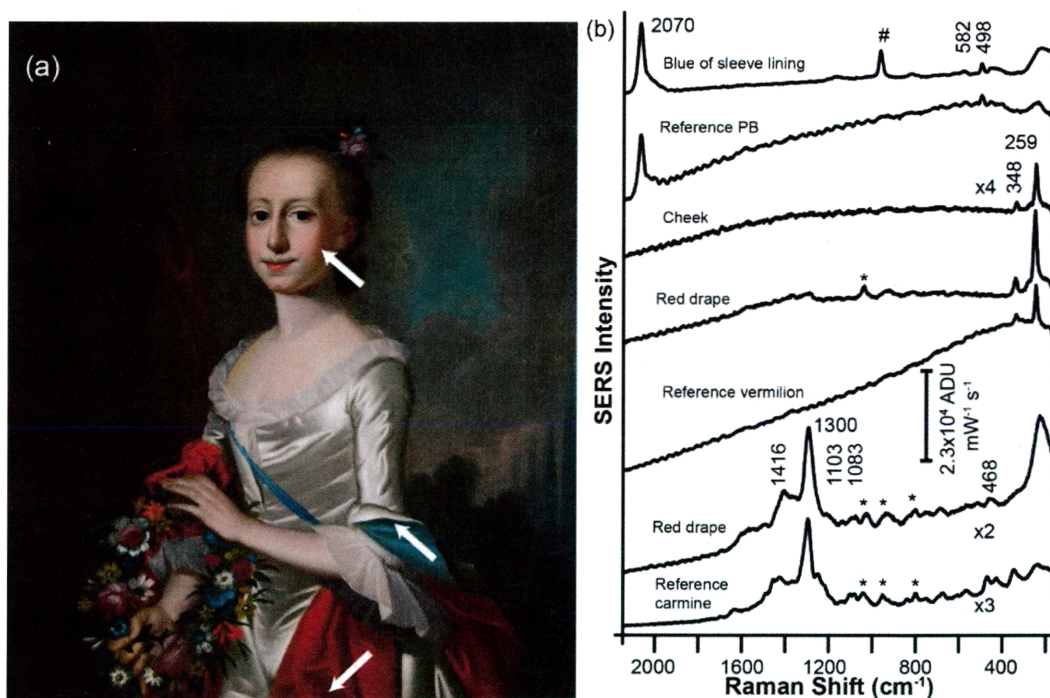 (a)
(b)
2070
#
582
498
Blue of sleeve lining
Reference PB
259
348
x4
Cheek
*
Red drape
Reference vermilion
2.3x10⁴ ADU
mW⁻¹ s⁻¹
1300
1416
1103
1083
468
* * *
Red drape
x2
* * *
Reference
carmine
x3
SERS Intensity
2000 1600 1200 800 400
Raman Shift (cm⁻¹)